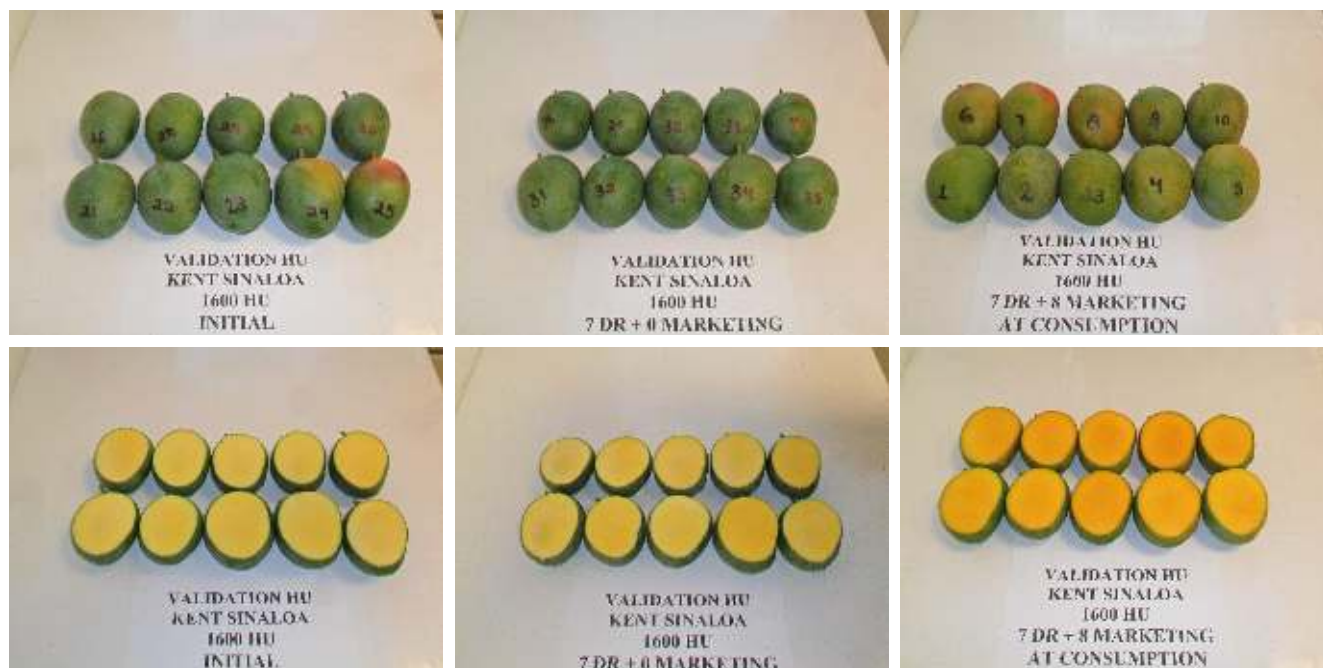 21 22 23 24 25
VALIDATION HU
KENT SINALOA
1600 HU
INITIAL
31 32 33 34
VALIDATION HU
KENT SINALOA
1600 HU
7 DR + 0 MARKETING
6 7 8 9 10
1 2 3 4 5
VALIDATION HU
KENT SINALOA
1600 HU
7 DR + 8 MARKETING
AT CONSUMPTION
VALIDATION HU
KENT SINALOA
1600 HU
INITIAL
VALIDATION HU
KENT SINALOA
1600 HU
7 DR + 0 MARKETING
VALIDATION HU
KENT SINALOA
1600 HU
7 DR + 8 MARKETING
AT CONSUMPTION